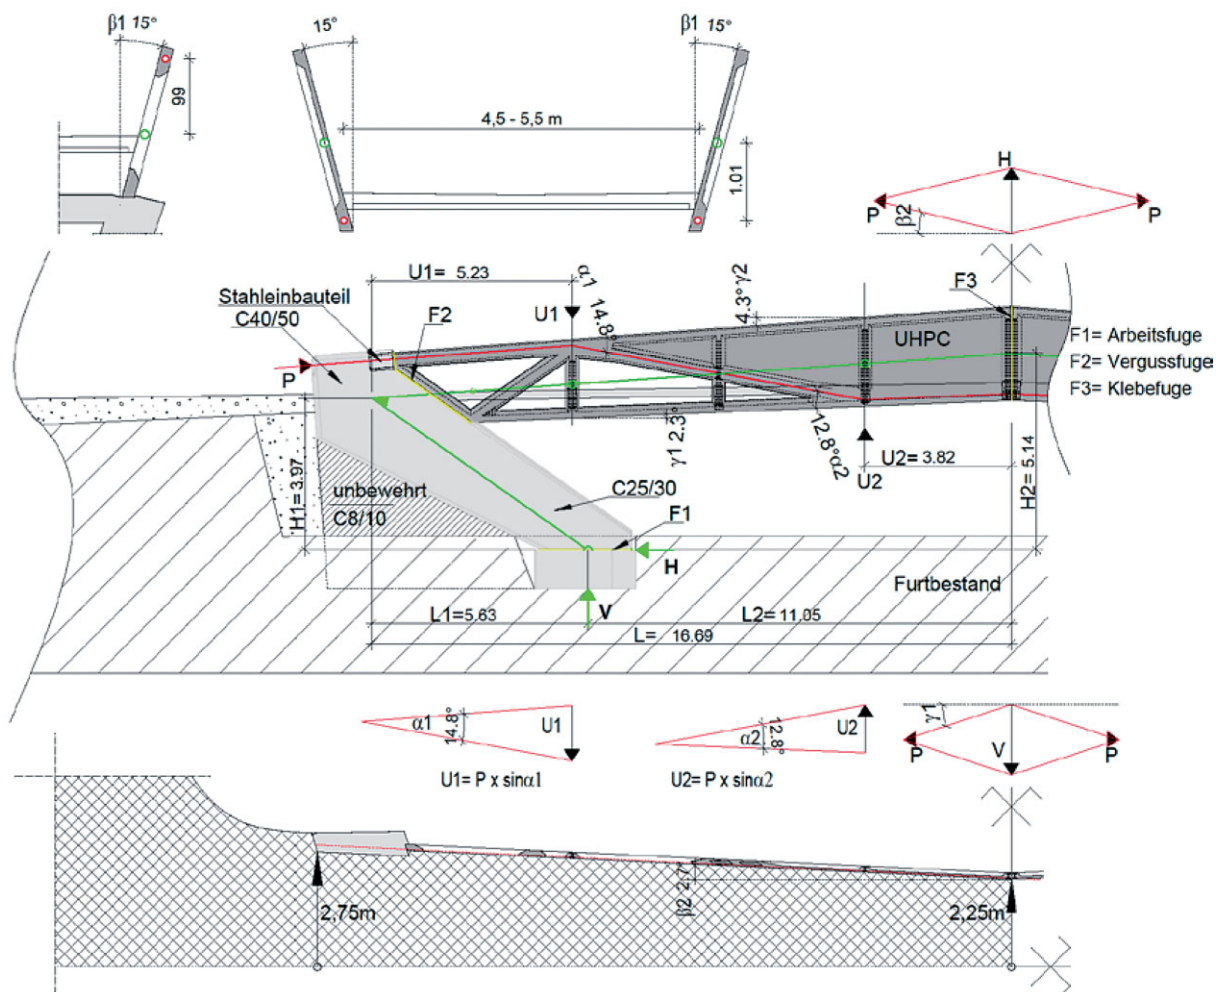 β1 15°
99
15°
β1 15°
4,5 - 5,5 m
1.01
H
P
P
β2
U1= 5.23
α1 14.8°
4.3° γ2
F3
Stahleinbauteil
C40/50
F2
U1
UHPC
F1= Arbeitsfuge
F2= Vergussfuge
F3= Klebefuge
P
γ1 2.3°
12.8° α2
U2= 3.82
U2
H2= 5.14
H1= 3.97
unbewehrt
C8/10
C25/30
F1
H
Furtbestand
V
L1=5.63
L2= 11.05
L= 16.69
α1
14.8°
U1
α2
12.8°
U2
γ1
P
V
P
U1= P x sinα1
U2= P x sinα2
β2 2.7°
2,75m
2,25m